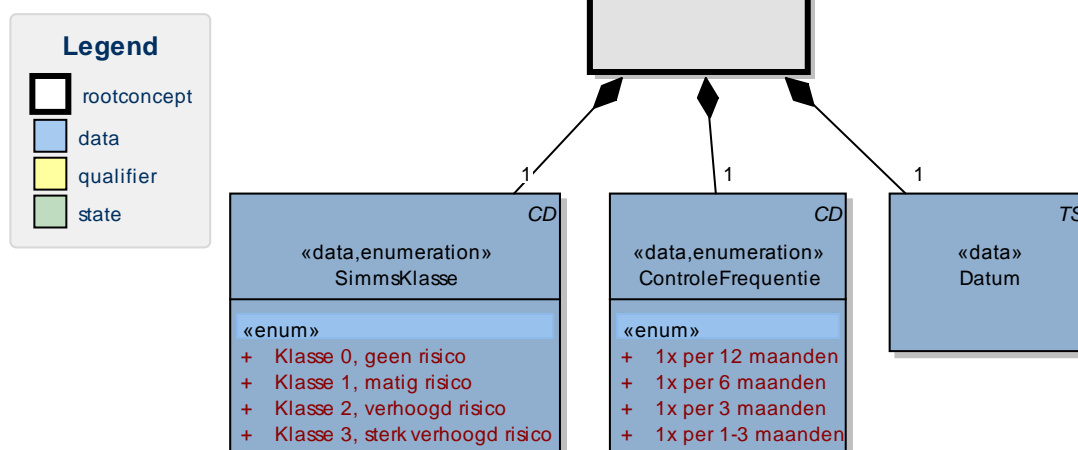 Legend
rootconcept
data
qualifier
state
1
1
1
CD
«data,enumeration»
SimmsKlasse
«enum»
+ Klasse 0, geen risico
+ Klasse 1, matig risico
+ Klasse 2, verhoogd risico
+ Klasse 3, sterk verhoogd risico
CD
«data,enumeration»
ControleFrequentie
«enum»
+ 1x per 12 maanden
+ 1x per 6 maanden
+ 1x per 3 maanden
+ 1x per 1-3 maanden
TS
«data»
Datum